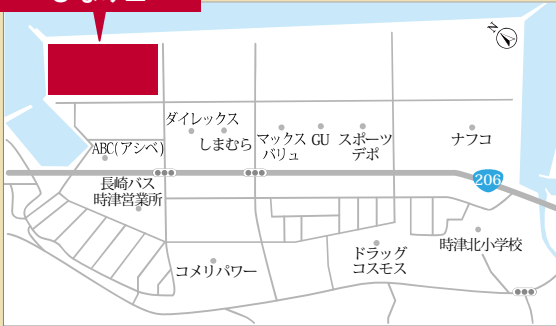 N
ダイレックス
しまむら
マックス
バリュ
GU
スポーツ
デポ
ナフコ
ABC(アシベ)
長崎バス
時津営業所
206
コメリパワー
ドラッグ
コスモス
時津北小学校